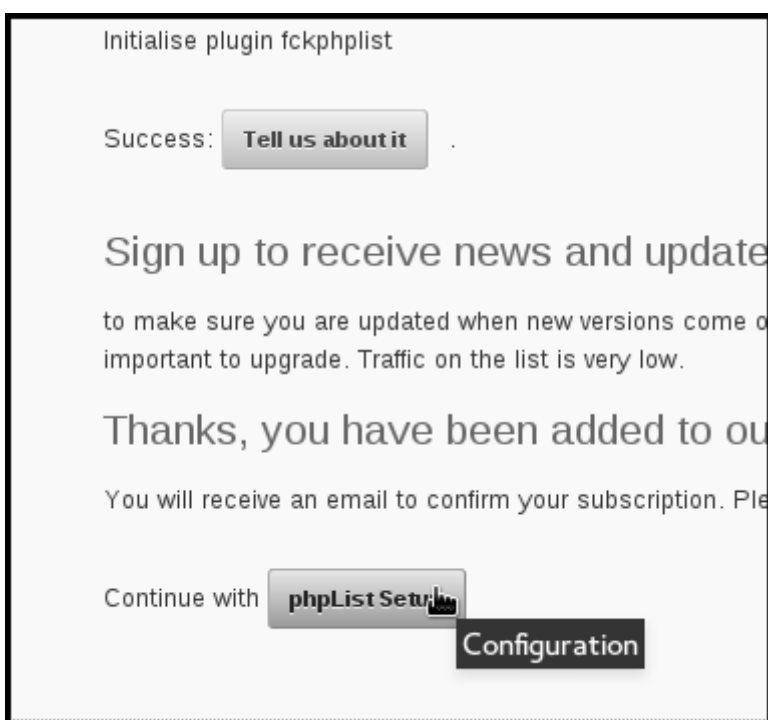 Initialise plugin fckphplist
Success: Tell us about it .
Sign up to receive news and update
to make sure you are updated when new versions come o
important to upgrade. Traffic on the list is very low.
Thanks, you have been added to ou
You will receive an email to confirm your subscription. Ple
Continue with phpList Setu
Configuration